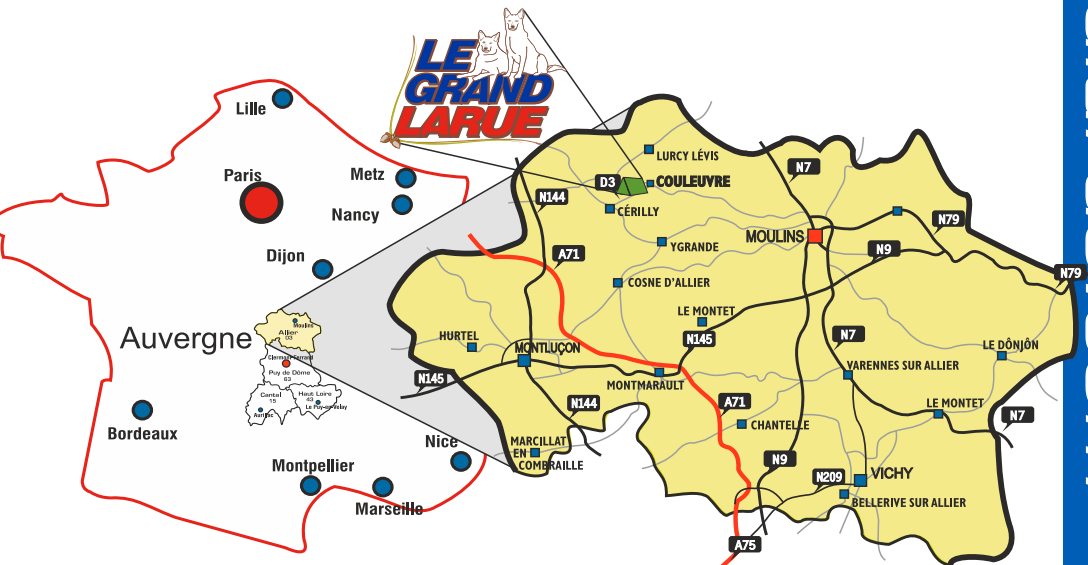 LE
GRAND
LARUE
Lille
Paris
Metz
Nancy
Dijon
Auvergne
Moulins
Allier
03
Clermont-Ferrand
Puy de Dôme
63
Cantal
15
Haut Loire
43
Le Puy-en-Velay
Aurillac
Bordeaux
Nice
Montpellier
Marseille
LURCY LÉVIS
D3
COULEUVRE
N7
N144
CÉRILLY
N79
MOULINS
YGRANDE
N9
A71
N79
COSNE D'ALLIER
LE MONTET
HURTEL
N145
N7
MONTLUÇON
LE DÔNJÔN
VARENNES SUR ALLIER
N145
MONTMARAULT
A71
N144
LE MONTET
N7
CHANTELLE
MARCILLAT
EN
COMBRAILLE
N9
N209
VICHY
BELLERIVE SUR ALLIER
A75